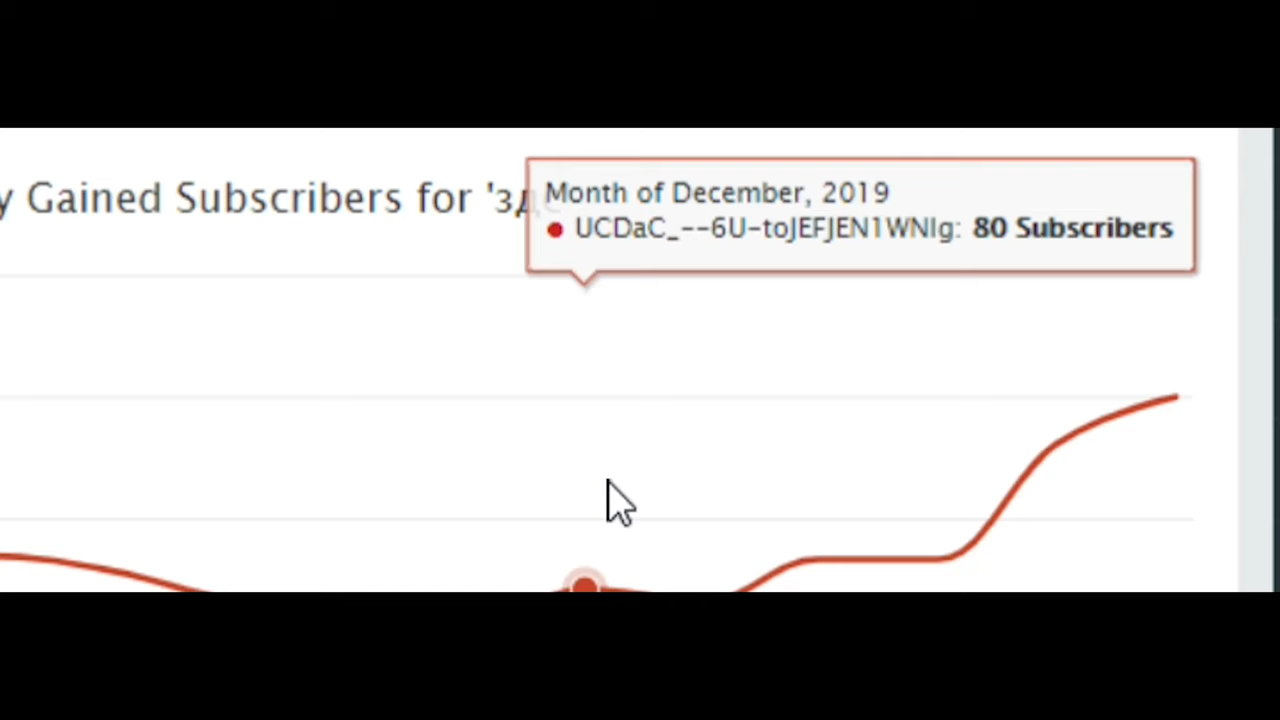 y Gained Subscribers for 'зд
Month of December, 2019
UCDaC_--6U-toJEFJEN1WNIg: 80 Subscribers